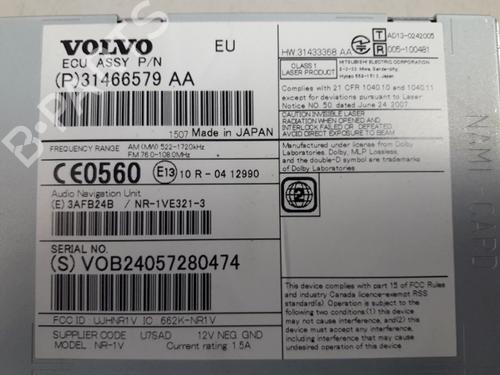 VOLVO
EU
ECU ASSY P/N
(P)31466579 AA
1507 Made in JAPAN
FREQUENCY RANGE AM (MW) 522-1720kHz
FM 76.0-108.0MHz
CE0560 E13 10 R - 04 12990
Audio Navigation Unit
(E) 3AFB24B / NR-1VE321-3
SERIAL NO.
(S) VOB24057280474
FCC ID UJHNR1V IC 662K-NR1V
SUPPLIER CODE U7SAD 12V NEG GND
MODEL NR-1V Current rating 1.5A
HW 31433368 AA
AD13-0242005
R 005-100481
CLASS 1
LASER PRODUCT
MITSUBISHI ELECTRIC CORPORATION
Complies with 21 CFR 1040.10 and 1040.11
except for deviations pursuant to Laser
Notice NO. 50, June 24, 2007
CAUTION INVISIBLE LASER
RADIATION WHEN OPEN AND
INTERLOCK FAILED OR DEFEATED
AVOID EXPOSURE TO BEAM
Manufactured under license from Dolby
Laboratories. Dolby, MLP Lossless,
and the double-D symbol are trademarks
of Dolby Laboratories.
This device complies with part 15 of FCC Rules
and Industry Canada licence-exempt RSS
standard(s). Operation is subject to the
following two conditions: (1) this device may
not cause interference, and (2) this device
must accept any interference, including
interference that may cause undesired
operation of the device.
NAVI CARD
B-PARTS